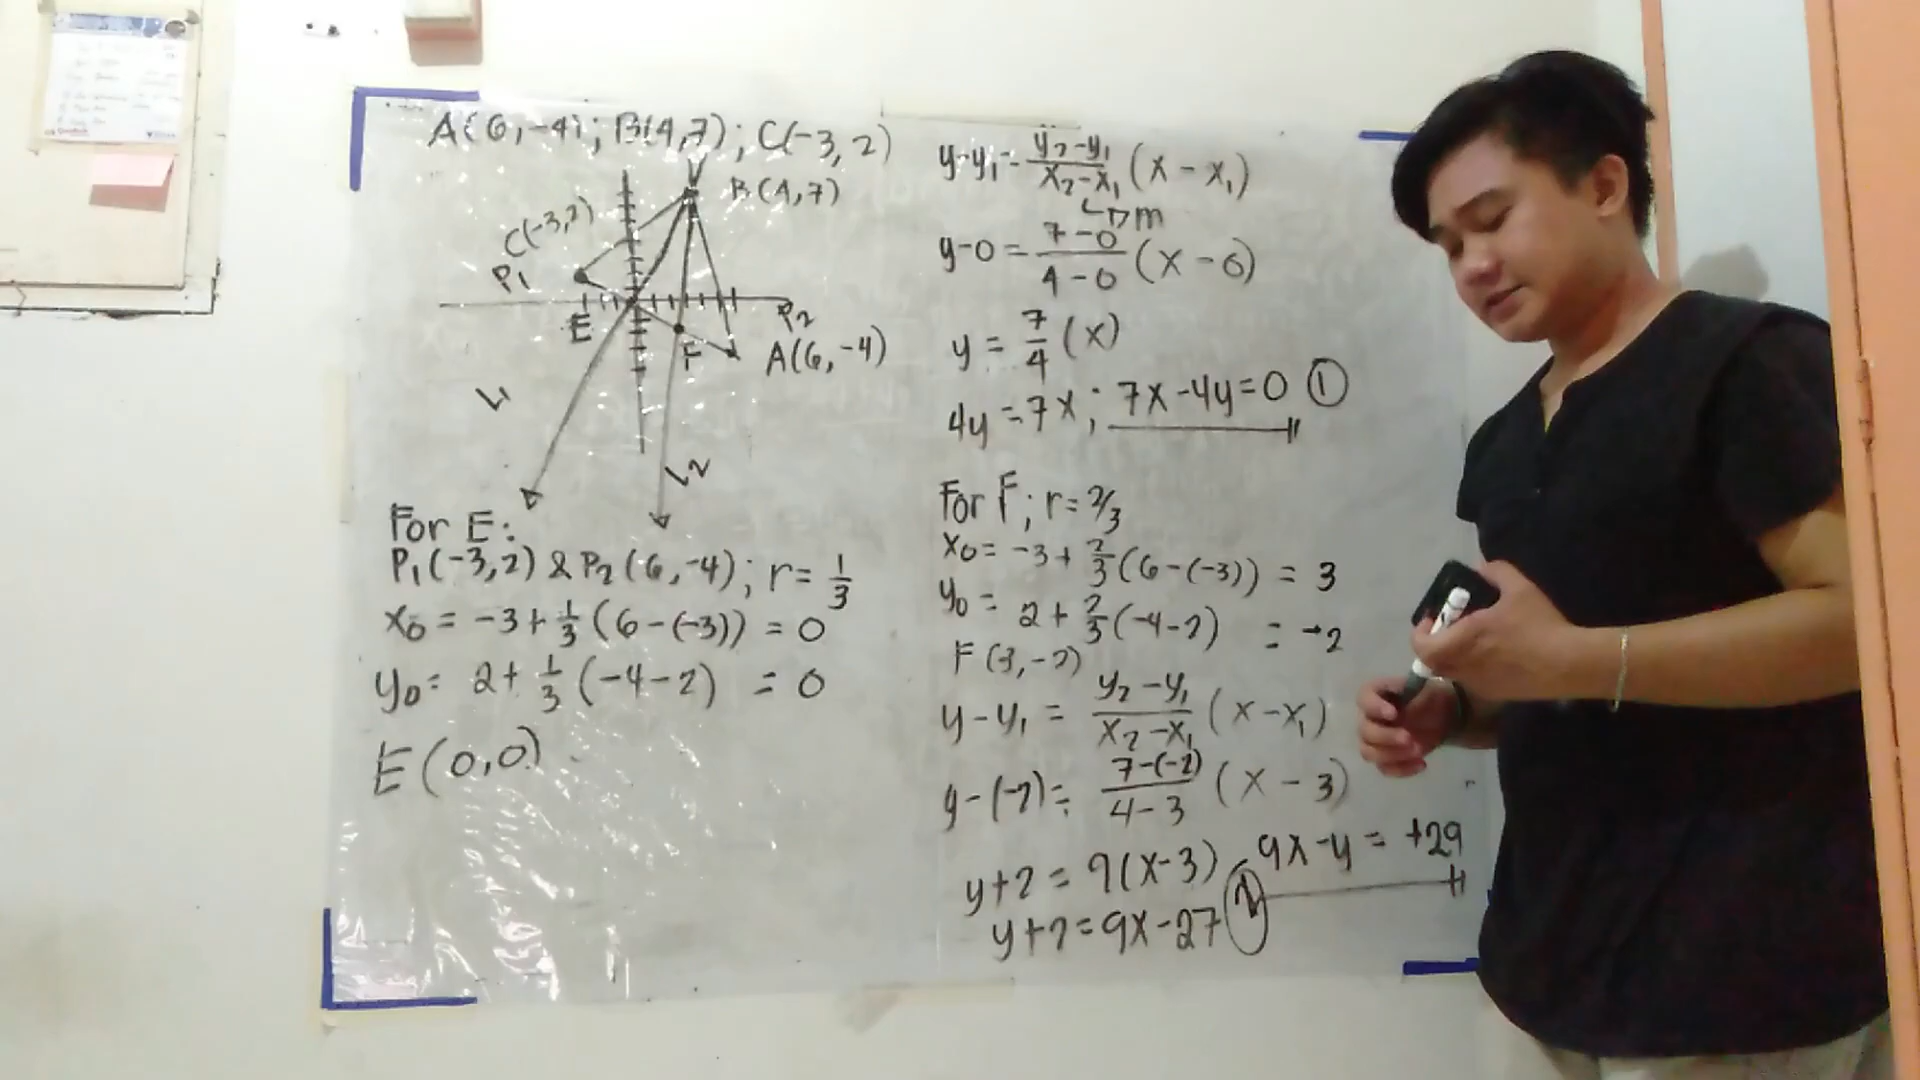 A(6,-4); B(4,7); C(-3,2)
B(4,7)
C(-3,2)
P1
E
P2
F
A(6,-4)
L1
L2
For E:
P1(-3,2) & P2(6,-4); r= 1/3
x0 = -3+ 1/3 (6-(-3)) = 0
y0= 2+ 1/3 (-4-2) = 0
E(0,0)
y-y1= y2-y1/x2-x1 (x-x1)
m
y-0= 7-0/4-0 (x-0)
y = 7/4 (x)
4y=7x; 7x-4y=0 ①
For F; r= 2/3
x0= -3+ 2/3 (6-(-3)) = 3
y0= 2+ 2/3 (-4-2) = -2
F(3,-2)
y-y1 = y2-y1/x2-x1 (x-x1)
y-(-2)= 7-(-2)/4-3 (x-3)
y+2=9(x-3) 9x-y=+29
y+2=9x-27 ②